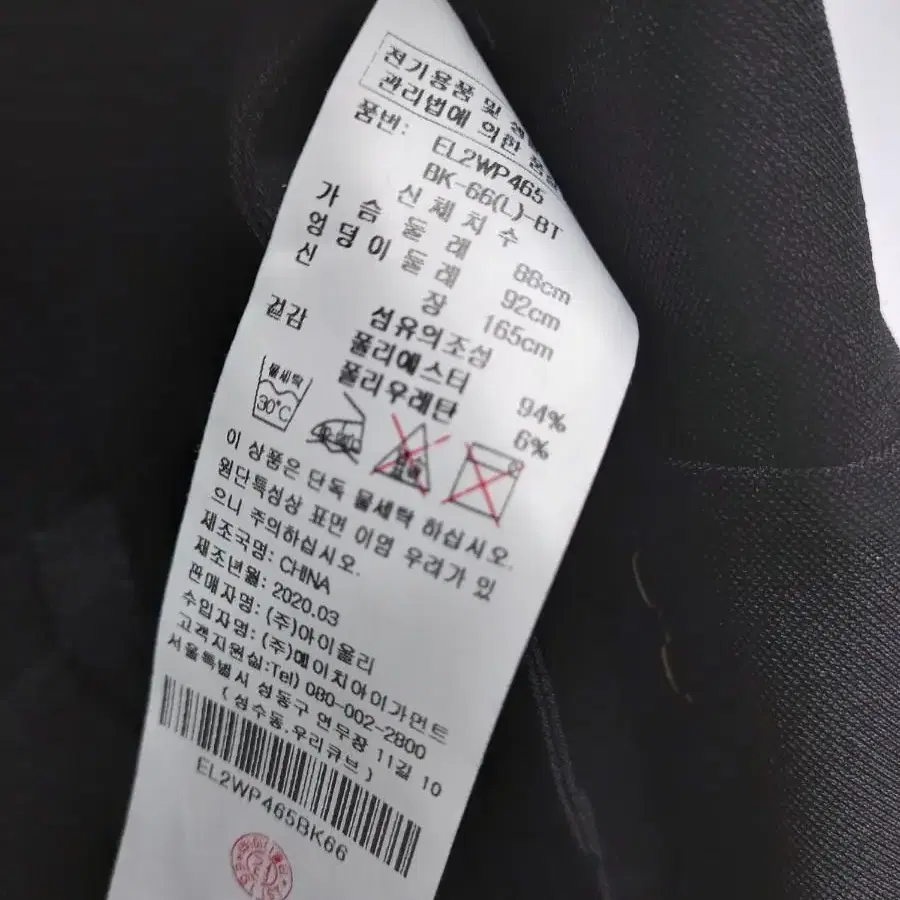 전기용품 및
관리법에 의한
품번: EL2WP465
BK-66(L)-BT
신체치수
가슴둘레 88cm
엉덩이둘레 92cm
신장 165cm
섬유의조성
겉감 폴리에스터 94%
폴리우레탄 6%
물세탁
30℃
이 상품은 단독 물세탁 하십시오.
원단특성상 표면 이염 우려가 있
으니 주의하십시오.
제조국명: CHINA
제조년월: 2020.03
판매자명: (주)아이올리
수입자명: (주)에이치아이가먼트
고객지원실:Tel) 080-002-2800
서울특별시 성동구 연무장 11길 10
(성수동.우리큐브)
EL2WP465BK66